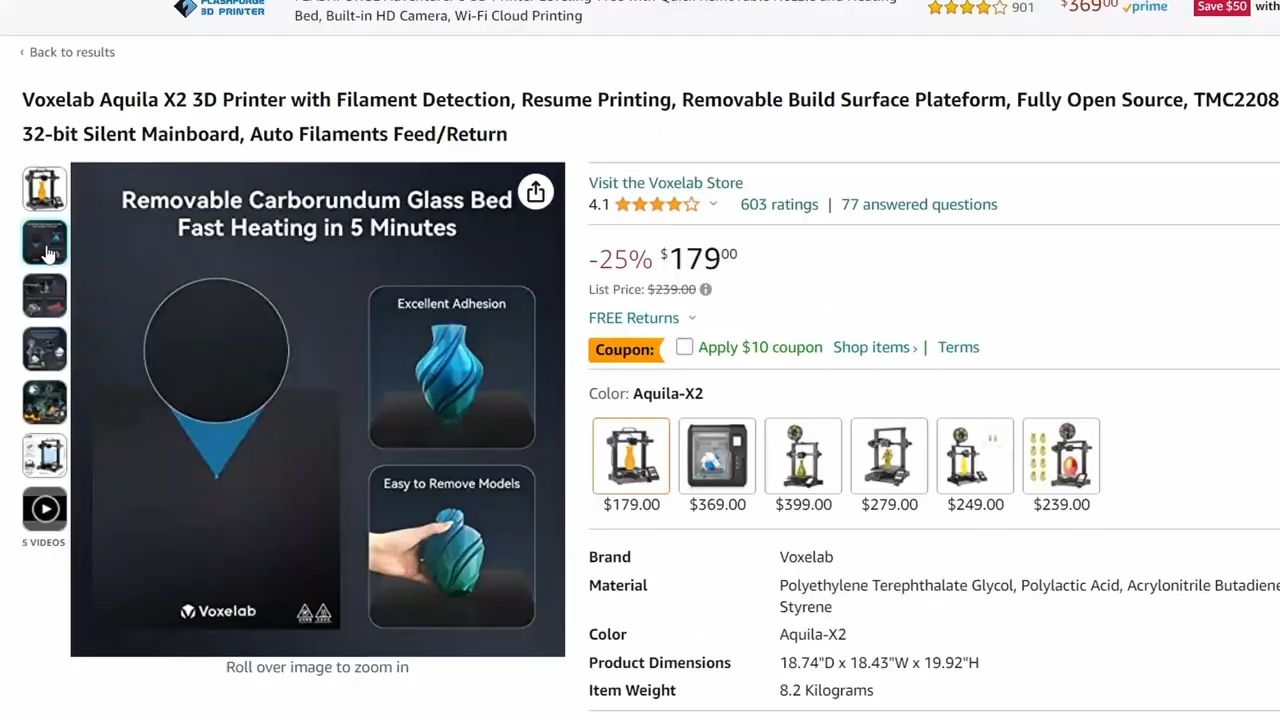 FLASHFORGE
3D PRINTER
Bed, Built-in HD Camera, Wi-Fi Cloud Printing
901
$369.00
prime
Save $50
with
‹ Back to results
Voxelab Aquila X2 3D Printer with Filament Detection, Resume Printing, Removable Build Surface Plateform, Fully Open Source, TMC2208
32-bit Silent Mainboard, Auto Filaments Feed/Return
Removable Carborundum Glass Bed
Fast Heating in 5 Minutes
Excellent Adhesion
Easy to Remove Models
Voxelab
5 VIDEOS
Roll over image to zoom in
Visit the Voxelab Store
4.1
603 ratings | 77 answered questions
-25% $179.00
List Price: $239.00
FREE Returns
Coupon: Apply $10 coupon Shop items › | Terms
Color: Aquila-X2
$179.00 $369.00 $399.00 $279.00 $249.00 $239.00
Brand Voxelab
Material Polyethylene Terephthalate Glycol, Polylactic Acid, Acrylonitrile Butadiene
Styrene
Color Aquila-X2
Product Dimensions 18.74"D x 18.43"W x 19.92"H
Item Weight 8.2 Kilograms